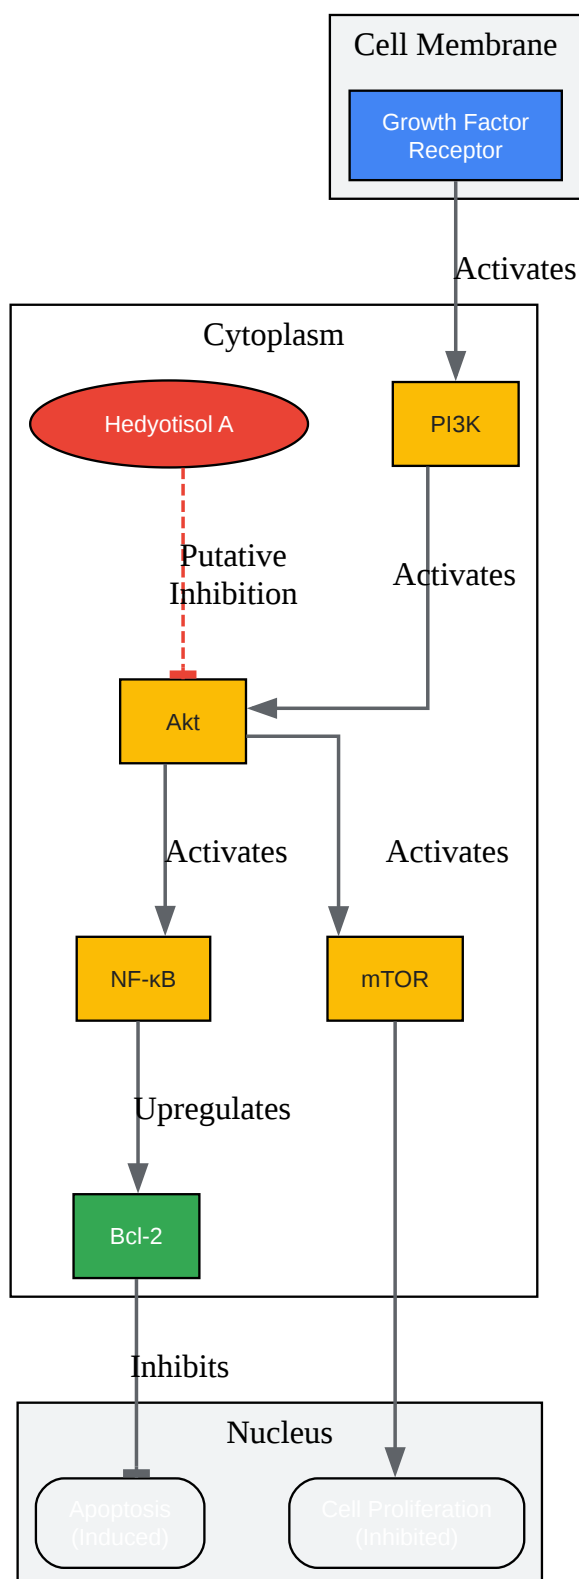 Cell Membrane
Growth Factor
Receptor
Activates
Cytoplasm
Hedyotisol A
PI3K
Putative
Inhibition
Activates
Akt
Activates
Activates
NF-κB
mTOR
Upregulates
Bcl-2
Inhibits
Nucleus
Apoptosis
(Induced)
Cell Proliferation
(Inhibited)